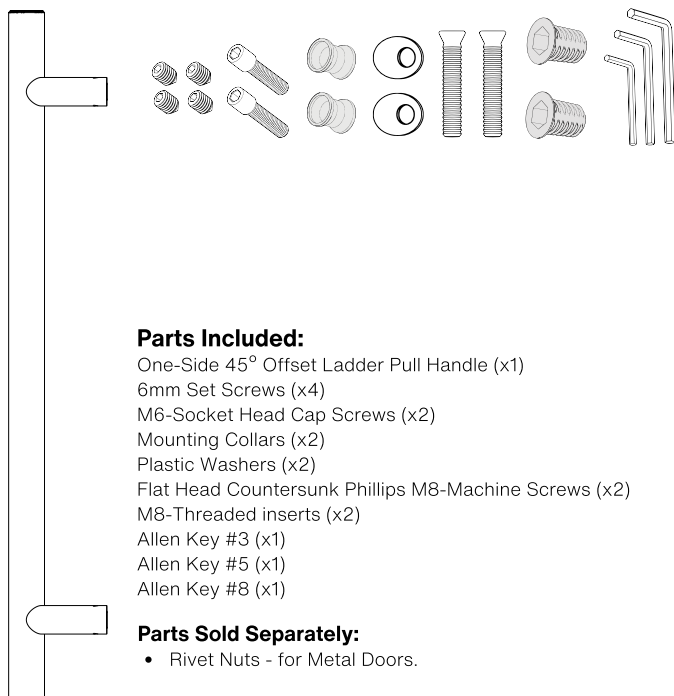 Parts Included:
One-Side 45° Offset Ladder Pull Handle (x1)
6mm Set Screws (x4)
M6-Socket Head Cap Screws (x2)
Mounting Collars (x2)
Plastic Washers (x2)
Flat Head Countersunk Phillips M8-Machine Screws (x2)
M8-Threaded inserts (x2)
Allen Key #3 (x1)
Allen Key #5 (x1)
Allen Key #8 (x1)
Parts Sold Separately:
• Rivet Nuts - for Metal Doors.